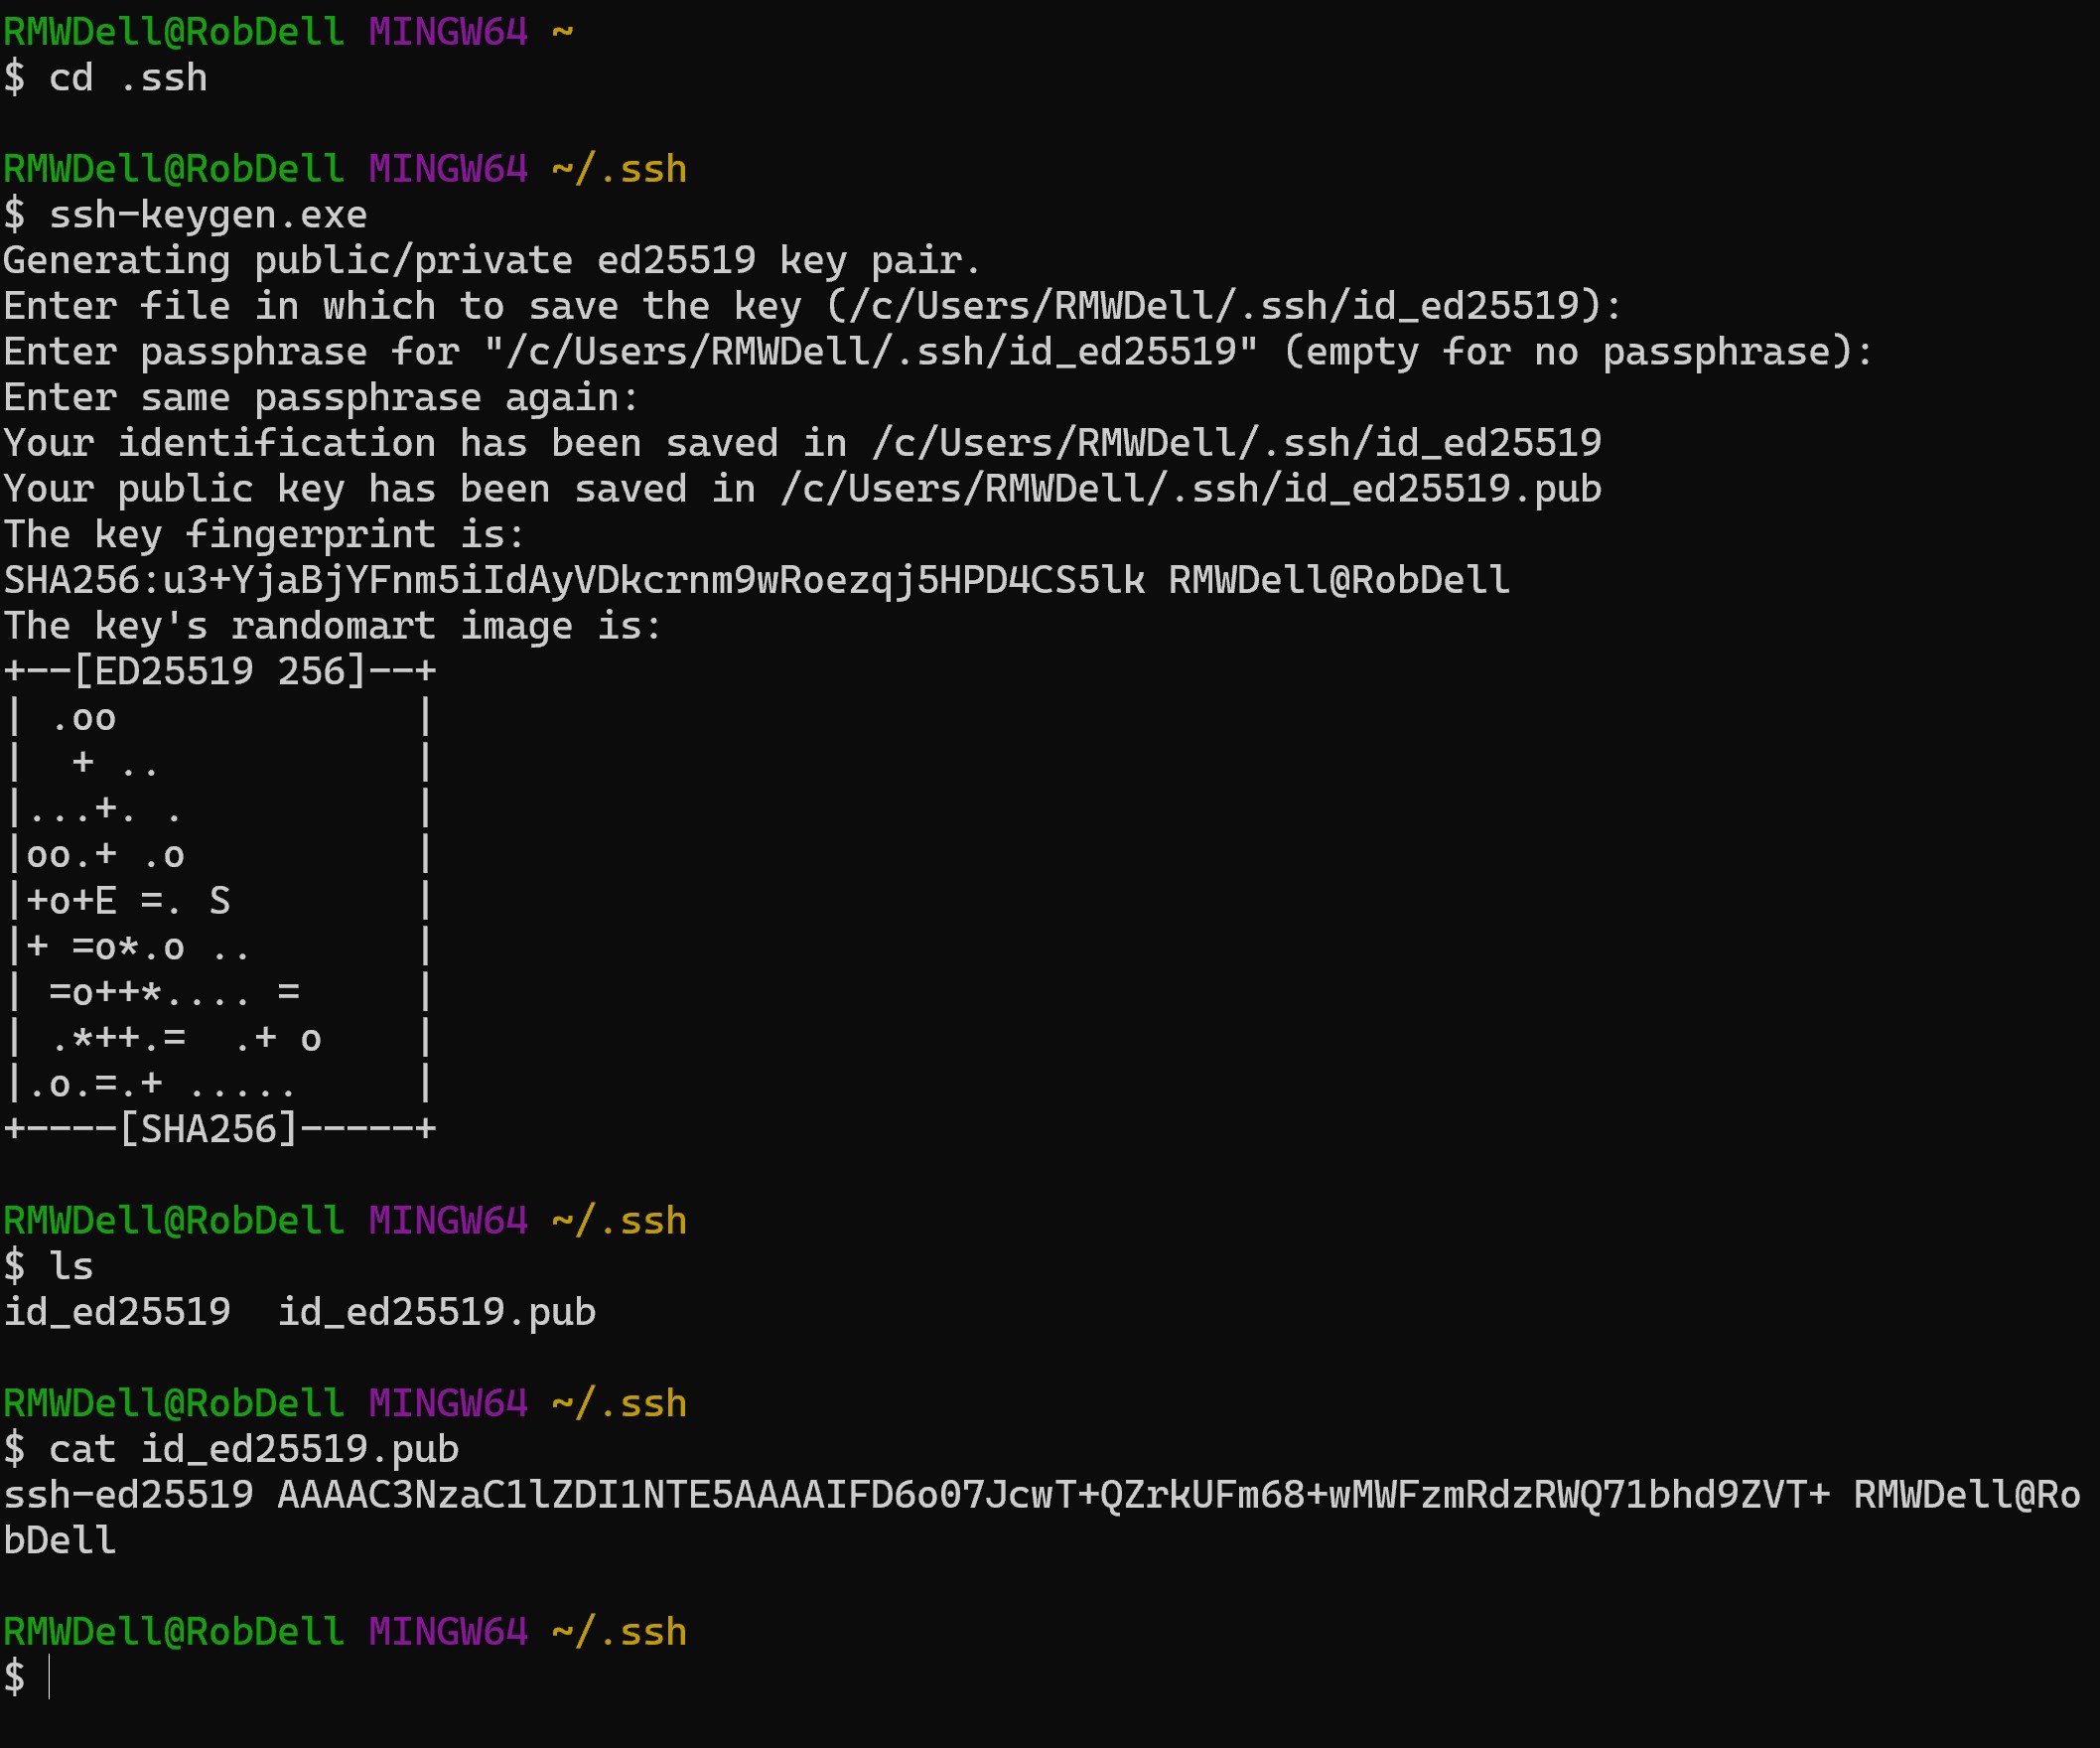 RMWDell@RobDell MINGW64 ~
$ cd .ssh
RMWDell@RobDell MINGW64 ~/.ssh
$ ssh-keygen.exe
Generating public/private ed25519 key pair.
Enter file in which to save the key (/c/Users/RMWDell/.ssh/id_ed25519):
Enter passphrase for "/c/Users/RMWDell/.ssh/id_ed25519" (empty for no passphrase):
Enter same passphrase again:
Your identification has been saved in /c/Users/RMWDell/.ssh/id_ed25519
Your public key has been saved in /c/Users/RMWDell/.ssh/id_ed25519.pub
The key fingerprint is:
SHA256:u3+YjaBjYFnm5iIdAyVDkcrnm9wRoezqj5HPD4CS5lk RMWDell@RobDell
The key's randomart image is:
+--[ED25519 256]--+
| .oo             |
|  + ..           |
|...+. .          |
|oo.+ .o          |
|+o+E =. S        |
|+ =o*.o ..       |
| =o++*.... =     |
| .*++.=  .+ o    |
|.o.=.+ .....     |
+----[SHA256]-----+
RMWDell@RobDell MINGW64 ~/.ssh
$ ls
id_ed25519  id_ed25519.pub
RMWDell@RobDell MINGW64 ~/.ssh
$ cat id_ed25519.pub
ssh-ed25519 AAAAC3NzaC1lZDI1NTE5AAAAIFD6o07JcwT+QZrkUFm68+wMWFzmRdzRWQ71bhd9ZVT+ RMWDell@Ro
bDell
RMWDell@RobDell MINGW64 ~/.ssh
$